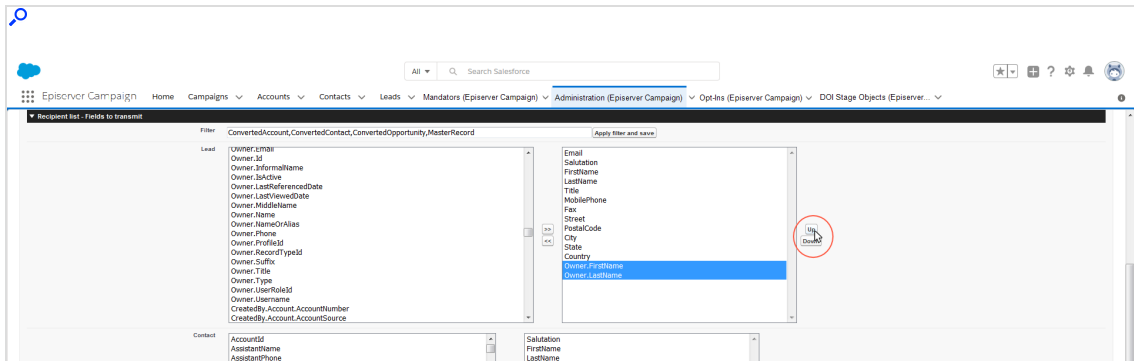 All
Search Salesforce
Episerver Campaign Home Campaigns Accounts Contacts Leads Mandators (Episerver Campaign) Administration (Episerver Campaign) Opt-Ins (Episerver Campaign) DOI Stage Objects (Episerver...
Recipient list - Fields to transmit
Filter ConvertedAccount,ConvertedContact,ConvertedOpportunity,MasterRecord Apply filter and save
Lead
Owner.Email
Owner.Id
Owner.InformalName
Owner.IsActive
Owner.LastReferencedDate
Owner.LastViewedDate
Owner.MiddleName
Owner.Name
Owner.NameOrAlias
Owner.Phone
Owner.ProfileId
Owner.RecordTypeId
Owner.Suffix
Owner.Title
Owner.Type
Owner.UserRoleId
Owner.Username
CreatedBy.Account.AccountNumber
CreatedBy.Account.AccountSource
>>
<<
Email
Salutation
FirstName
LastName
Title
MobilePhone
Fax
Street
PostalCode
City
State
Country
Owner.FirstName
Owner.LastName
Up
Down
Contact
AccountId
AssistantName
AssistantPhone
Salutation
FirstName
LastName